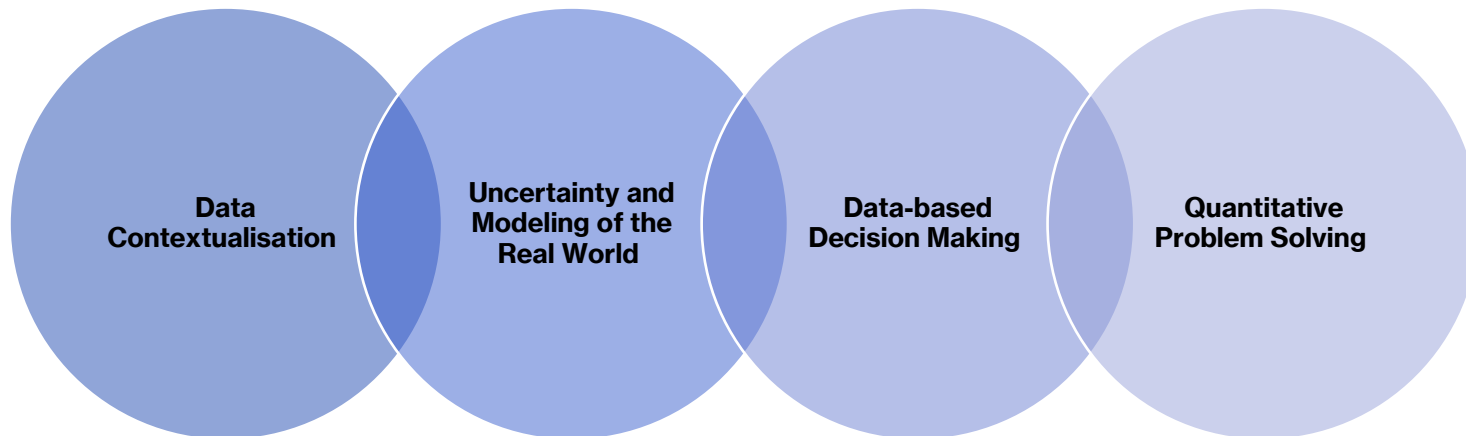 Data
Contextualisation
Uncertainty and
Modeling of the
Real World
Data-based
Decision Making
Quantitative
Problem Solving